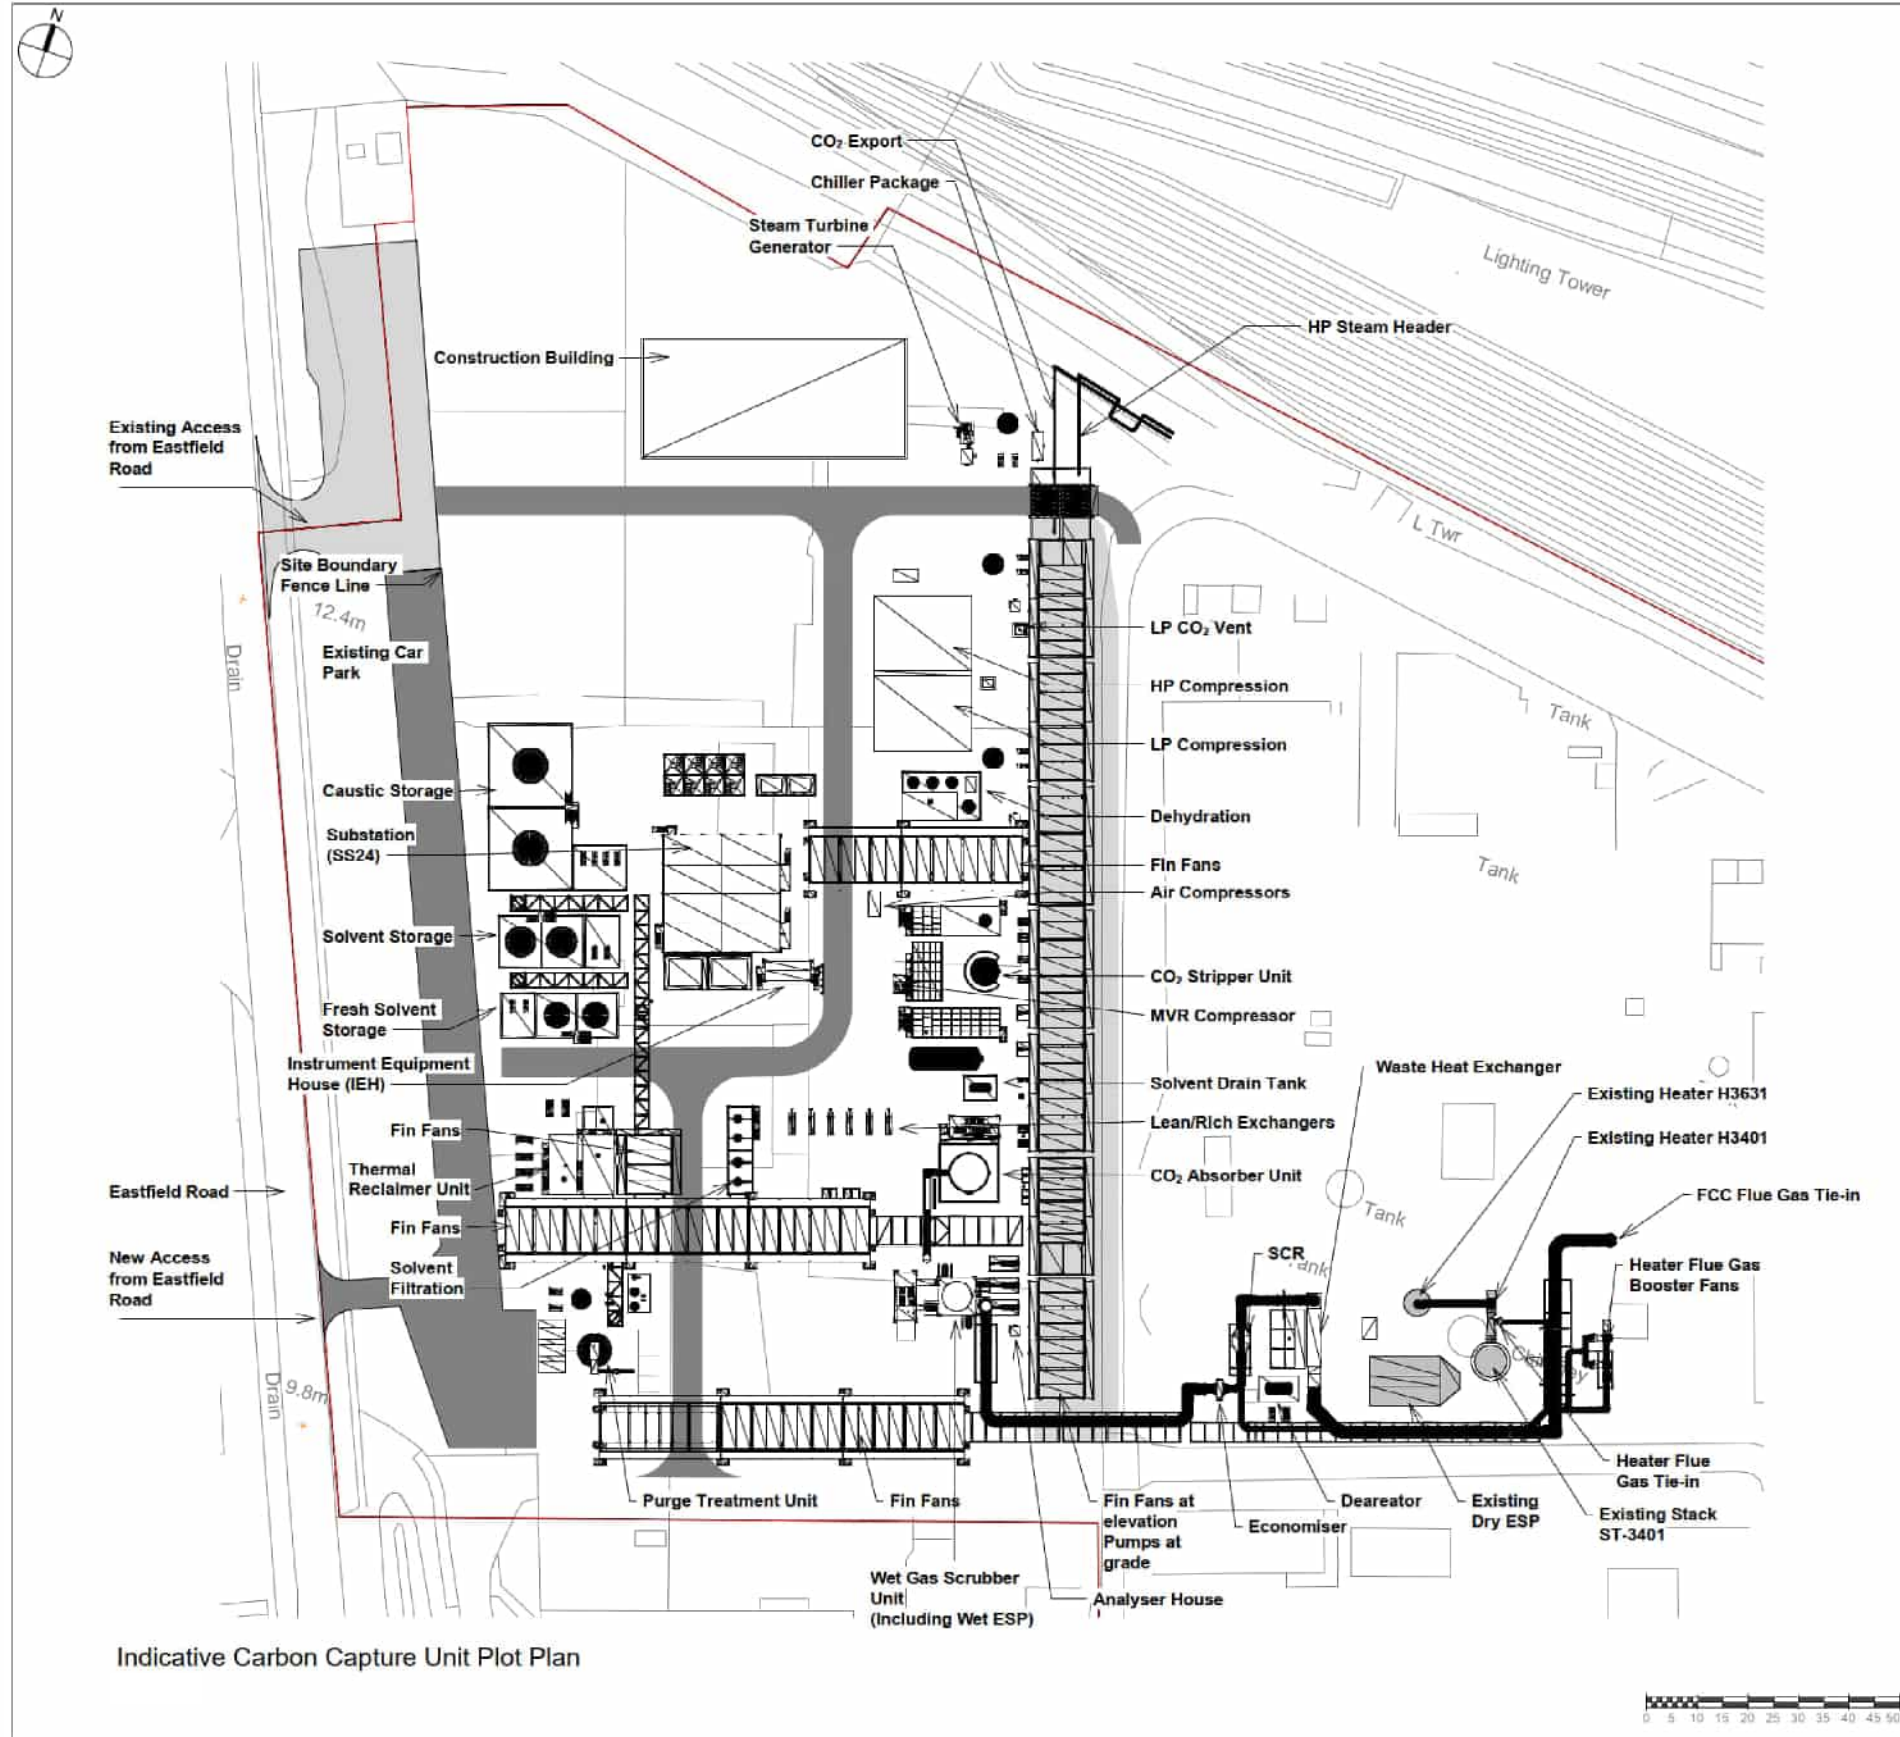 N
CO₂ Export
Chiller Package
Steam Turbine
Generator
Lighting Tower
HP Steam Header
Construction Building
Existing Access
from Eastfield
Road
L Twr
Site Boundary
Fence Line
12.4m
Drain
Existing Car
Park
LP CO₂ Vent
HP Compression
Tank
LP Compression
Caustic Storage
Dehydration
Substation
(SS24)
Fin Fans
Tank
Air Compressors
Solvent Storage
CO₂ Stripper Unit
Fresh Solvent
Storage
MVR Compressor
Instrument Equipment
House (IEH)
Solvent Drain Tank
Waste Heat Exchanger
Existing Heater H3631
Fin Fans
Lean/Rich Exchangers
Existing Heater H3401
Thermal
Reclaimer Unit
CO₂ Absorber Unit
Eastfield Road
FCC Flue Gas Tie-in
Tank
Fin Fans
New Access
from Eastfield
Road
Solvent
Filtration
SCR
Heater Flue Gas
Booster Fans
Drain
9.8m
Purge Treatment Unit
Fin Fans
Fin Fans at
elevation
Pumps at
grade
Economiser
Deareator
Existing
Dry ESP
Heater Flue
Gas Tie-in
Existing Stack
ST-3401
Wet Gas Scrubber
Unit
(Including Wet ESP)
Analyser House
Indicative Carbon Capture Unit Plot Plan
0 5 10 15 20 25 30 35 40 45 50